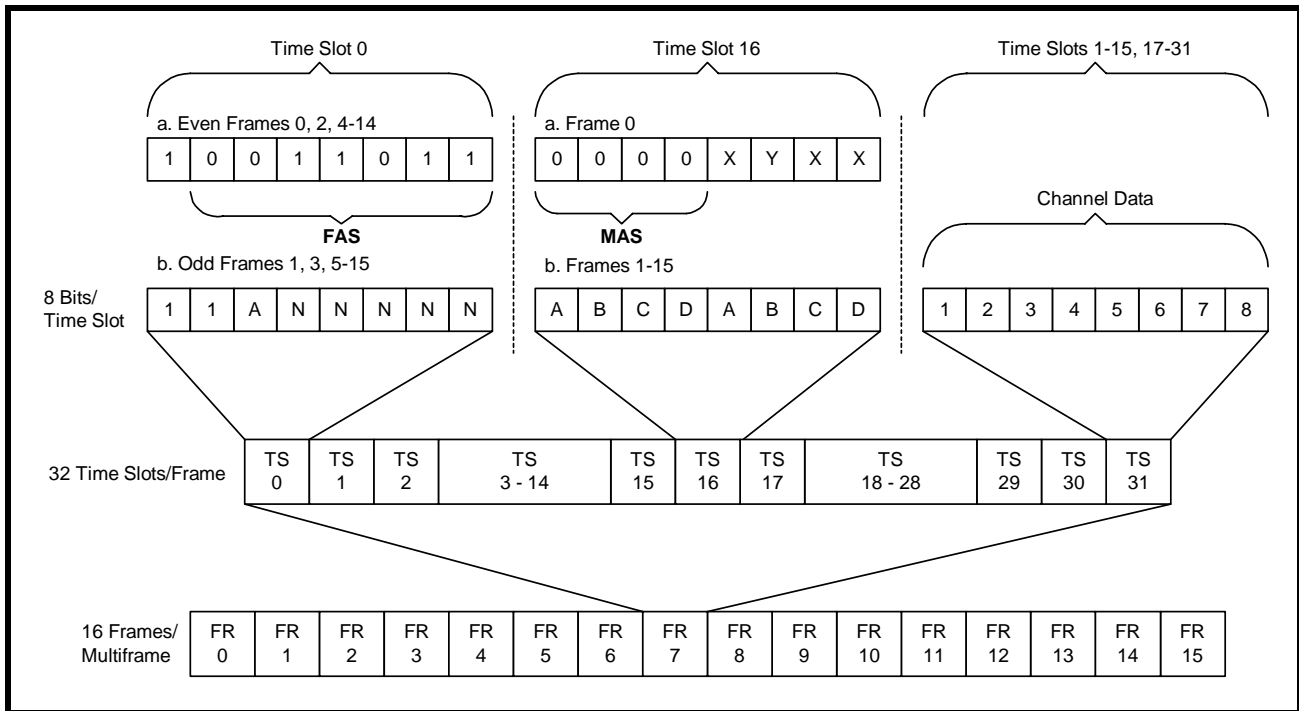 Time Slot 0
Time Slot 16
Time Slots 1-15, 17-31
a. Even Frames 0, 2, 4-14
a. Frame 0
1 0 0 1 1 0 1 1
0 0 0 0 X Y X X
Channel Data
FAS
MAS
b. Odd Frames 1, 3, 5-15
b. Frames 1-15
8 Bits/
Time Slot
1 1 A N N N N N
A B C D A B C D
1 2 3 4 5 6 7 8
32 Time Slots/Frame
TS TS TS TS TS TS TS TS TS TS TS
0 1 2 3 - 14 15 16 17 18 - 28 29 30 31
16 Frames/
Multiframe
FR FR FR FR FR FR FR FR FR FR FR FR FR FR FR FR
0 1 2 3 4 5 6 7 8 9 10 11 12 13 14 15